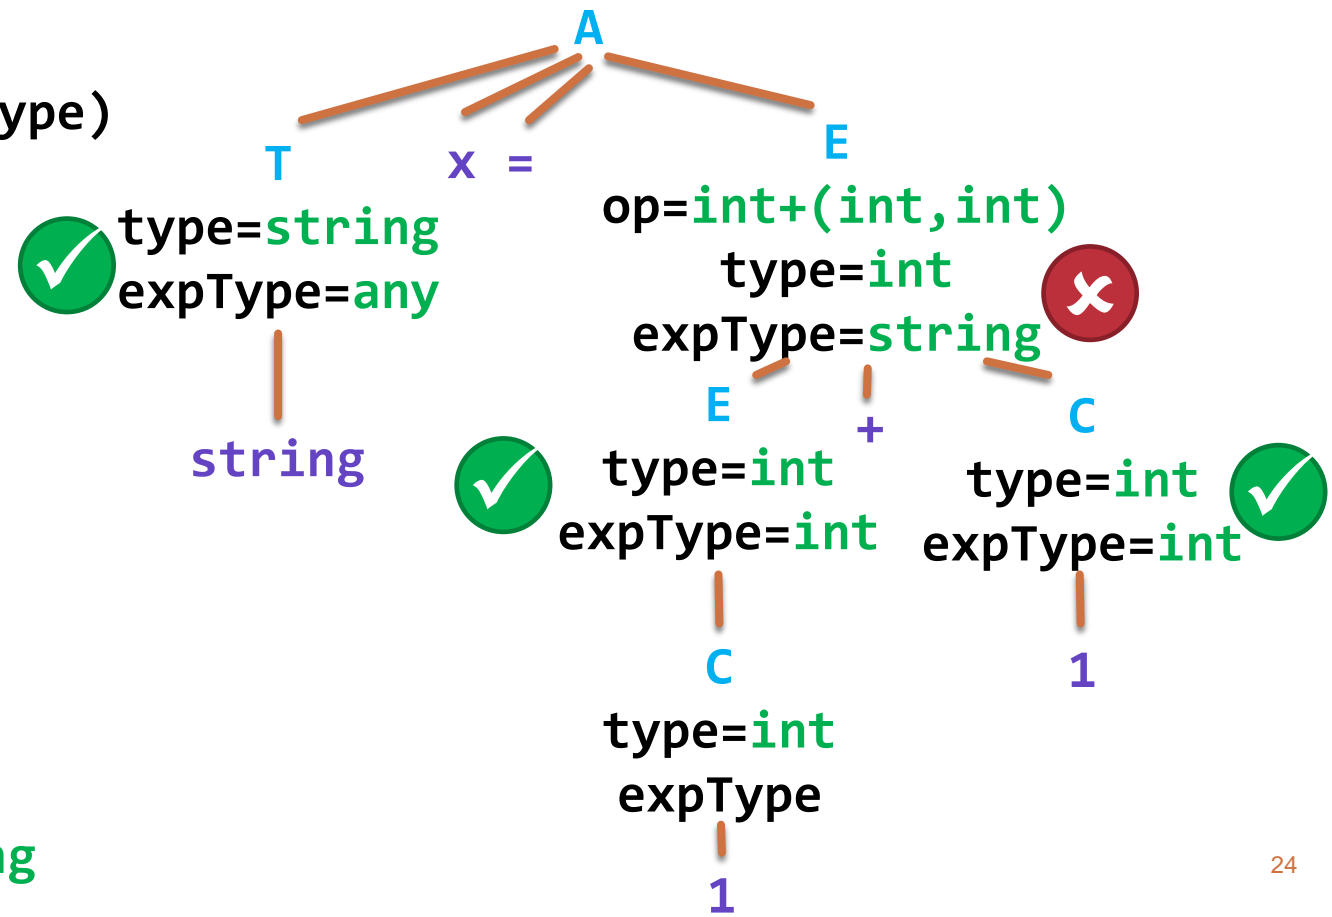 A
ype)
T
x =
E
type=string
expType=any
op=int+(int,int)
type=int
expType=string
string
E
+
C
type=int
expType=int
type=int
expType=int
C
1
type=int
expType
g
1
24